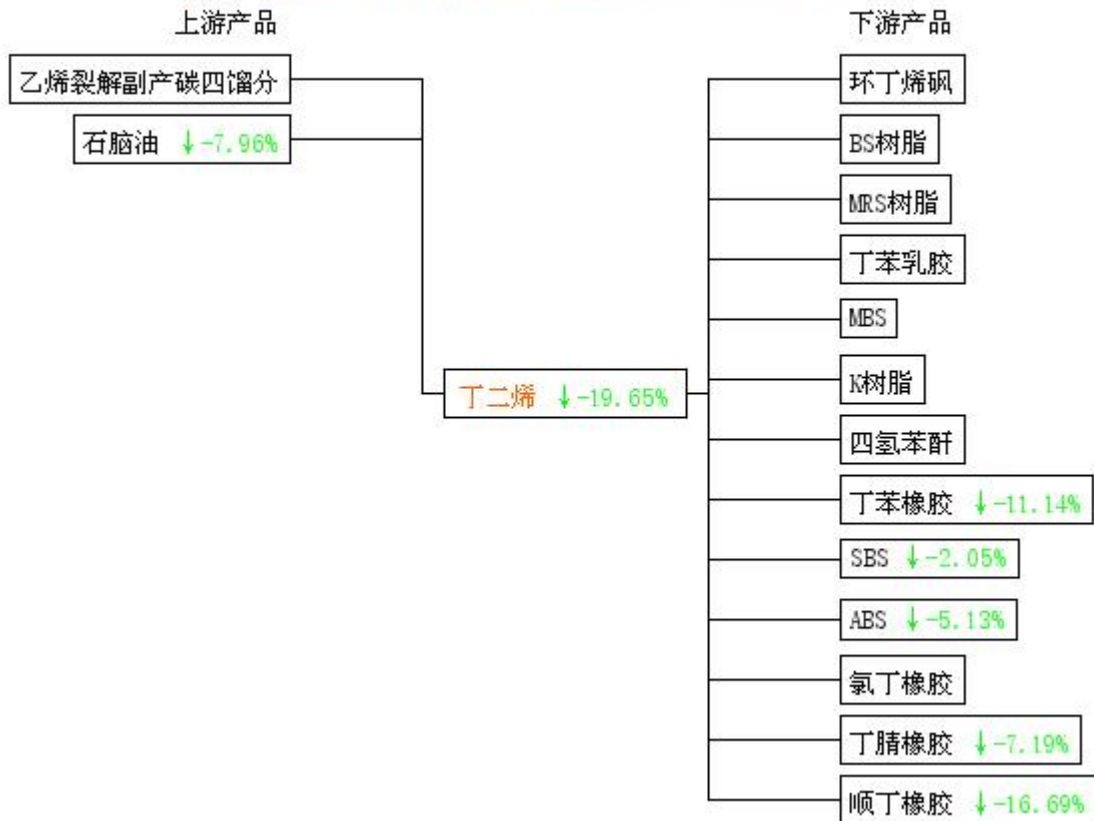 上游产品
下游产品
乙烯裂解副产碳四馏分
石脑油 ↓-7.96%
丁二烯 ↓-19.65%
环丁烯砜
BS树脂
MRS树脂
丁苯乳胶
MBS
K树脂
四氢苯酐
丁苯橡胶 ↓-11.14%
SBS ↓-2.05%
ABS ↓-5.13%
氯丁橡胶
丁腈橡胶 ↓-7.19%
顺丁橡胶 ↓-16.69%